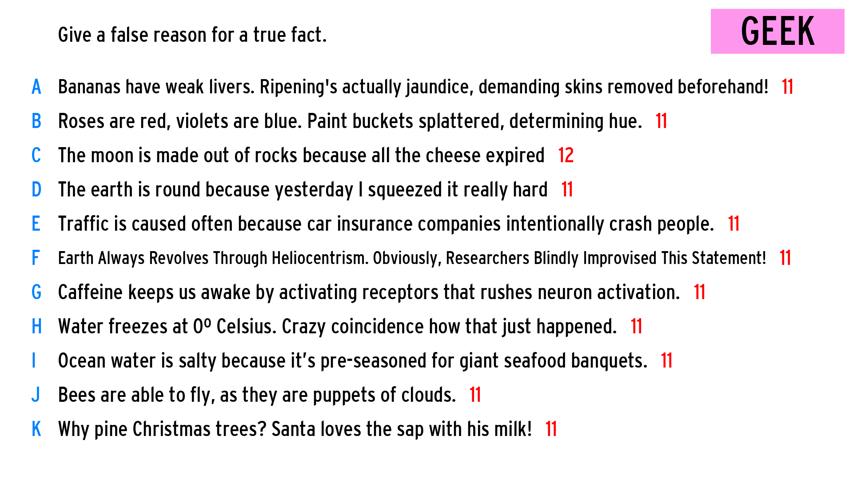 Give a false reason for a true fact.
GEEK
A Bananas have weak livers. Ripening's actually jaundice, demanding skins removed beforehand! 11
B Roses are red, violets are blue. Paint buckets splattered, determining hue. 11
C The moon is made out of rocks because all the cheese expired 12
D The earth is round because yesterday I squeezed it really hard 11
E Traffic is caused often because car insurance companies intentionally crash people. 11
F Earth Always Revolves Through Heliocentrism. Obviously, Researchers Blindly Improvised This Statement! 11
G Caffeine keeps us awake by activating receptors that rushes neuron activation. 11
H Water freezes at 0º Celsius. Crazy coincidence how that just happened. 11
I Ocean water is salty because it’s pre-seasoned for giant seafood banquets. 11
J Bees are able to fly, as they are puppets of clouds. 11
K Why pine Christmas trees? Santa loves the sap with his milk! 11